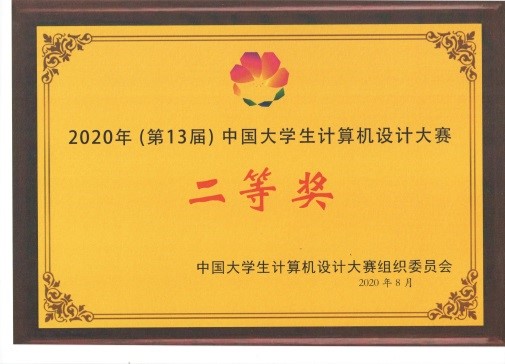 2020年(第13届)中国大学生计算机设计大赛
二等奖
中国大学生计算机设计大赛组织委员会
2020年8月